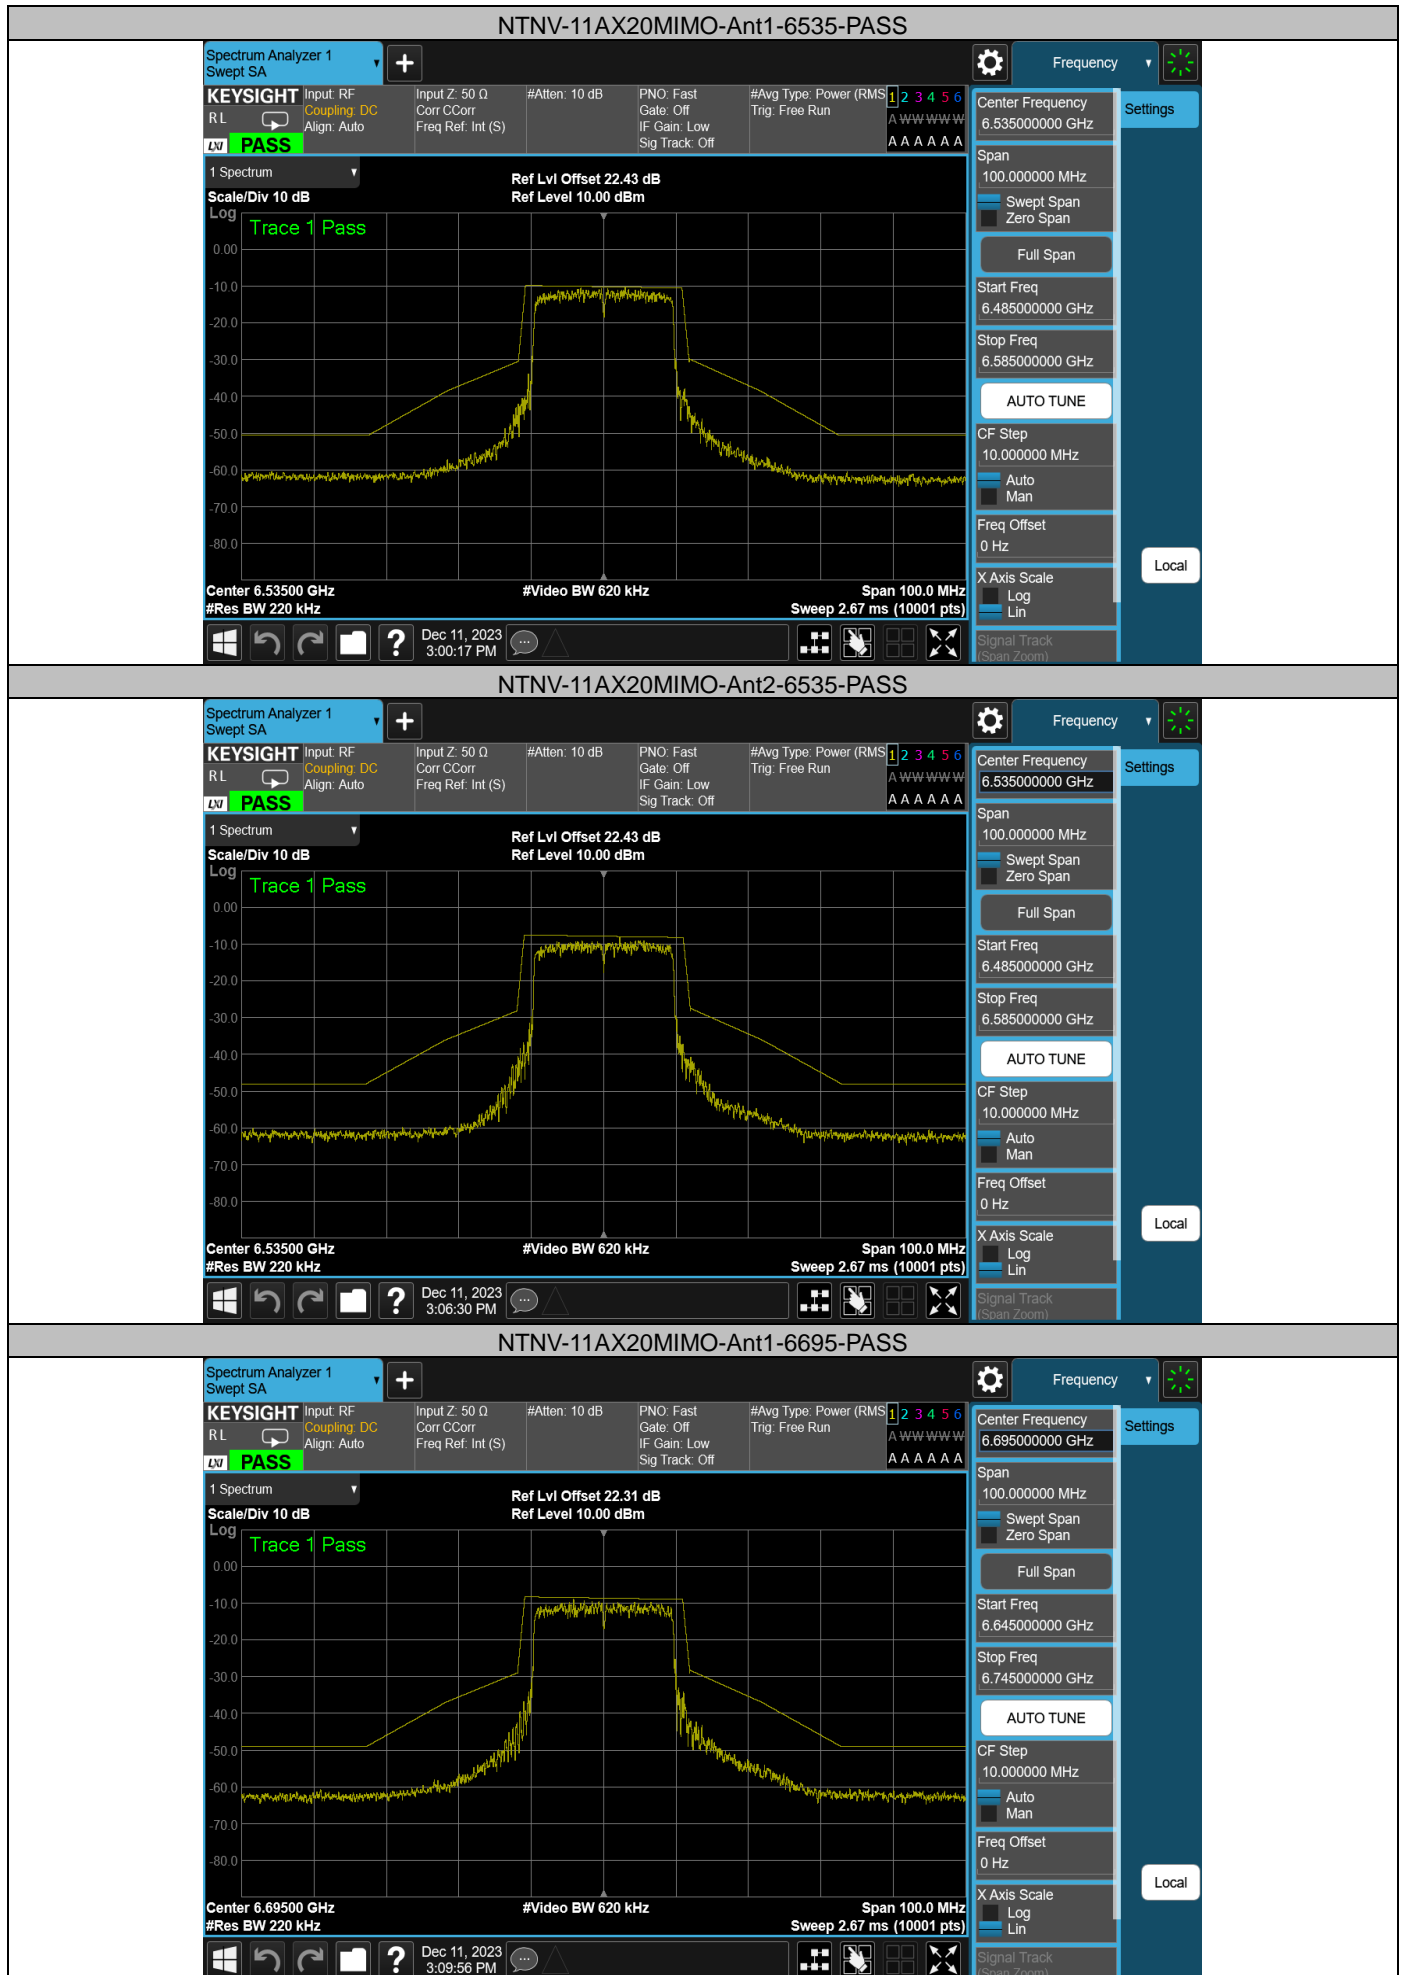 NTNV-11AX20MIMO-Ant1-6535-PASS
Spectrum Analyzer 1
Swept SA
Frequency
KEYSIGHT
RL
LXI
PASS
Input: RF
Coupling: DC
Align: Auto
Input Z: 50 Ω
Corr CCorr
Freq Ref: Int (S)
#Atten: 10 dB
PNO: Fast
Gate: Off
IF Gain: Low
Sig Track: Off
#Avg Type: Power (RMS
Trig: Free Run
1 2 3 4 5 6
A W W W W W
A A A A A A
Center Frequency
6.535000000 GHz
Settings
Span
100.000000 MHz
Swept Span
Zero Span
Full Span
Start Freq
6.485000000 GHz
Stop Freq
6.585000000 GHz
AUTO TUNE
CF Step
10.000000 MHz
Auto
Man
Freq Offset
0 Hz
X Axis Scale
Log
Lin
Signal Track
(Span Zoom)
Local
1 Spectrum
Scale/Div 10 dB
Ref Lvl Offset 22.43 dB
Ref Level 10.00 dBm
Log
Trace 1 Pass
0.00
-10.0
-20.0
-30.0
-40.0
-50.0
-60.0
-70.0
-80.0
Center 6.53500 GHz
#Video BW 620 kHz
Span 100.0 MHz
#Res BW 220 kHz
Sweep 2.67 ms (10001 pts)
?
Dec 11, 2023
3:00:17 PM
NTNV-11AX20MIMO-Ant2-6535-PASS
Spectrum Analyzer 1
Swept SA
Frequency
KEYSIGHT
RL
LXI
PASS
Input: RF
Coupling: DC
Align: Auto
Input Z: 50 Ω
Corr CCorr
Freq Ref: Int (S)
#Atten: 10 dB
PNO: Fast
Gate: Off
IF Gain: Low
Sig Track: Off
#Avg Type: Power (RMS
Trig: Free Run
1 2 3 4 5 6
A W W W W W
A A A A A A
Center Frequency
6.535000000 GHz
Settings
Span
100.000000 MHz
Swept Span
Zero Span
Full Span
Start Freq
6.485000000 GHz
Stop Freq
6.585000000 GHz
AUTO TUNE
CF Step
10.000000 MHz
Auto
Man
Freq Offset
0 Hz
X Axis Scale
Log
Lin
Signal Track
(Span Zoom)
Local
1 Spectrum
Scale/Div 10 dB
Ref Lvl Offset 22.43 dB
Ref Level 10.00 dBm
Log
Trace 1 Pass
0.00
-10.0
-20.0
-30.0
-40.0
-50.0
-60.0
-70.0
-80.0
Center 6.53500 GHz
#Video BW 620 kHz
Span 100.0 MHz
#Res BW 220 kHz
Sweep 2.67 ms (10001 pts)
?
Dec 11, 2023
3:06:30 PM
NTNV-11AX20MIMO-Ant1-6695-PASS
Spectrum Analyzer 1
Swept SA
Frequency
KEYSIGHT
RL
LXI
PASS
Input: RF
Coupling: DC
Align: Auto
Input Z: 50 Ω
Corr CCorr
Freq Ref: Int (S)
#Atten: 10 dB
PNO: Fast
Gate: Off
IF Gain: Low
Sig Track: Off
#Avg Type: Power (RMS
Trig: Free Run
1 2 3 4 5 6
A W W W W W
A A A A A A
Center Frequency
6.695000000 GHz
Settings
Span
100.000000 MHz
Swept Span
Zero Span
Full Span
Start Freq
6.645000000 GHz
Stop Freq
6.745000000 GHz
AUTO TUNE
CF Step
10.000000 MHz
Auto
Man
Freq Offset
0 Hz
X Axis Scale
Log
Lin
Signal Track
(Span Zoom)
Local
1 Spectrum
Scale/Div 10 dB
Ref Lvl Offset 22.31 dB
Ref Level 10.00 dBm
Log
Trace 1 Pass
0.00
-10.0
-20.0
-30.0
-40.0
-50.0
-60.0
-70.0
-80.0
Center 6.69500 GHz
#Video BW 620 kHz
Span 100.0 MHz
#Res BW 220 kHz
Sweep 2.67 ms (10001 pts)
?
Dec 11, 2023
3:09:56 PM